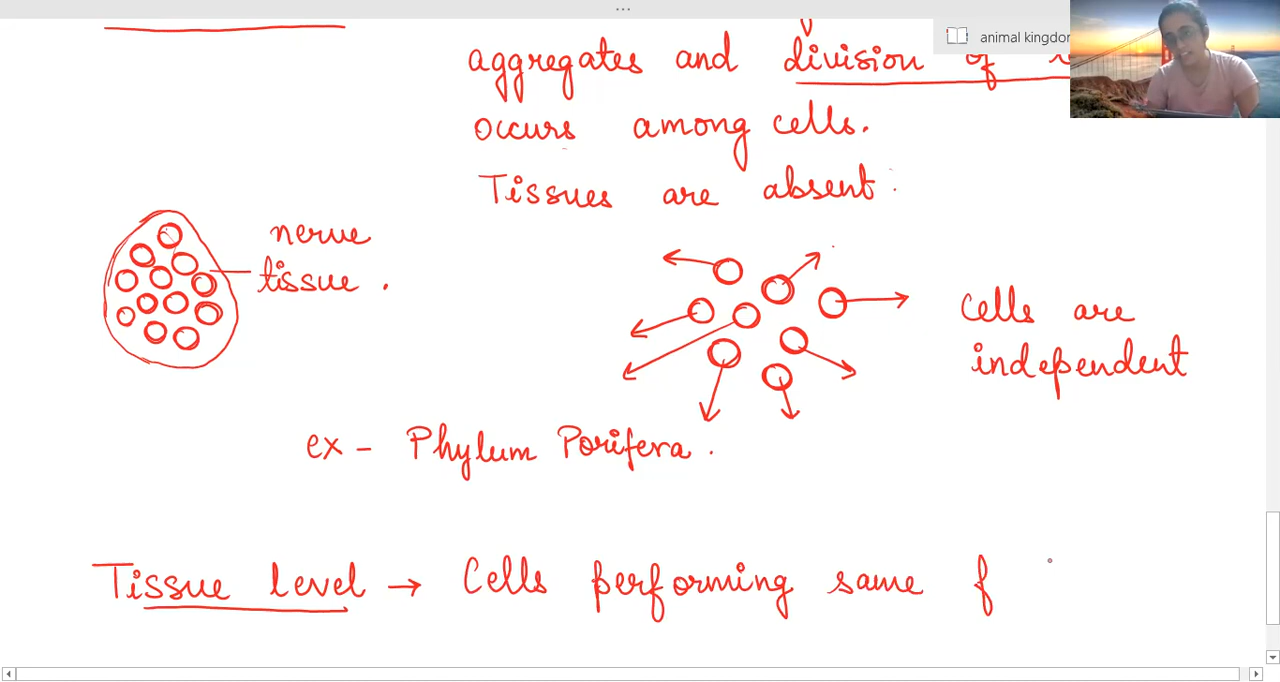 animal kingdom
aggregates and division of
occurs among cells.
Tissues are absent.
nerve
tissue.
Cells are
independent
ex - Phylum Porifera.
Tissue level → Cells performing same f